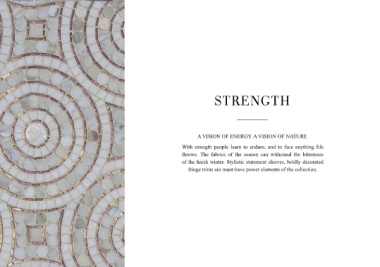 STRENGTH
A VISION OF ENERGY. A VISION OF NATURE
With strength people learn to endure, and to face anything life
throws. The fabrics of the season can withstand the bitterness
of the harsh winter. Stylistic statement sleeves, boldly decorated
fringe trims are must-have power elements of the collection.